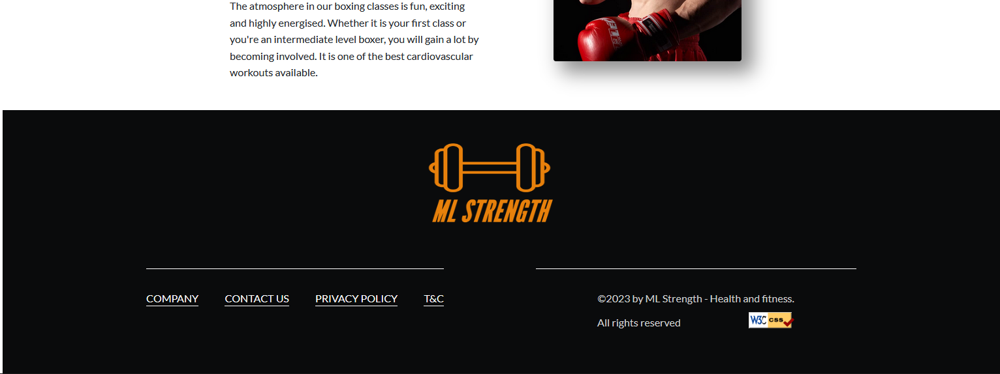 The atmosphere in our boxing classes is fun, exciting
and highly energised. Whether it is your first class or
you're an intermediate level boxer, you will gain a lot by
becoming involved. It is one of the best cardiovascular
workouts available.
ML STRENGTH
COMPANY CONTACT US PRIVACY POLICY T&C
©2023 by ML Strength - Health and fitness.
All rights reserved
W3C css